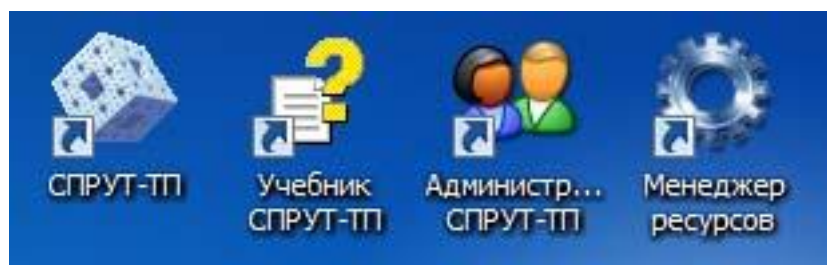 СПРУТ-ТП
Учебник
СПРУТ-ТП
Администр...
СПРУТ-ТП
Менеджер
ресурсов